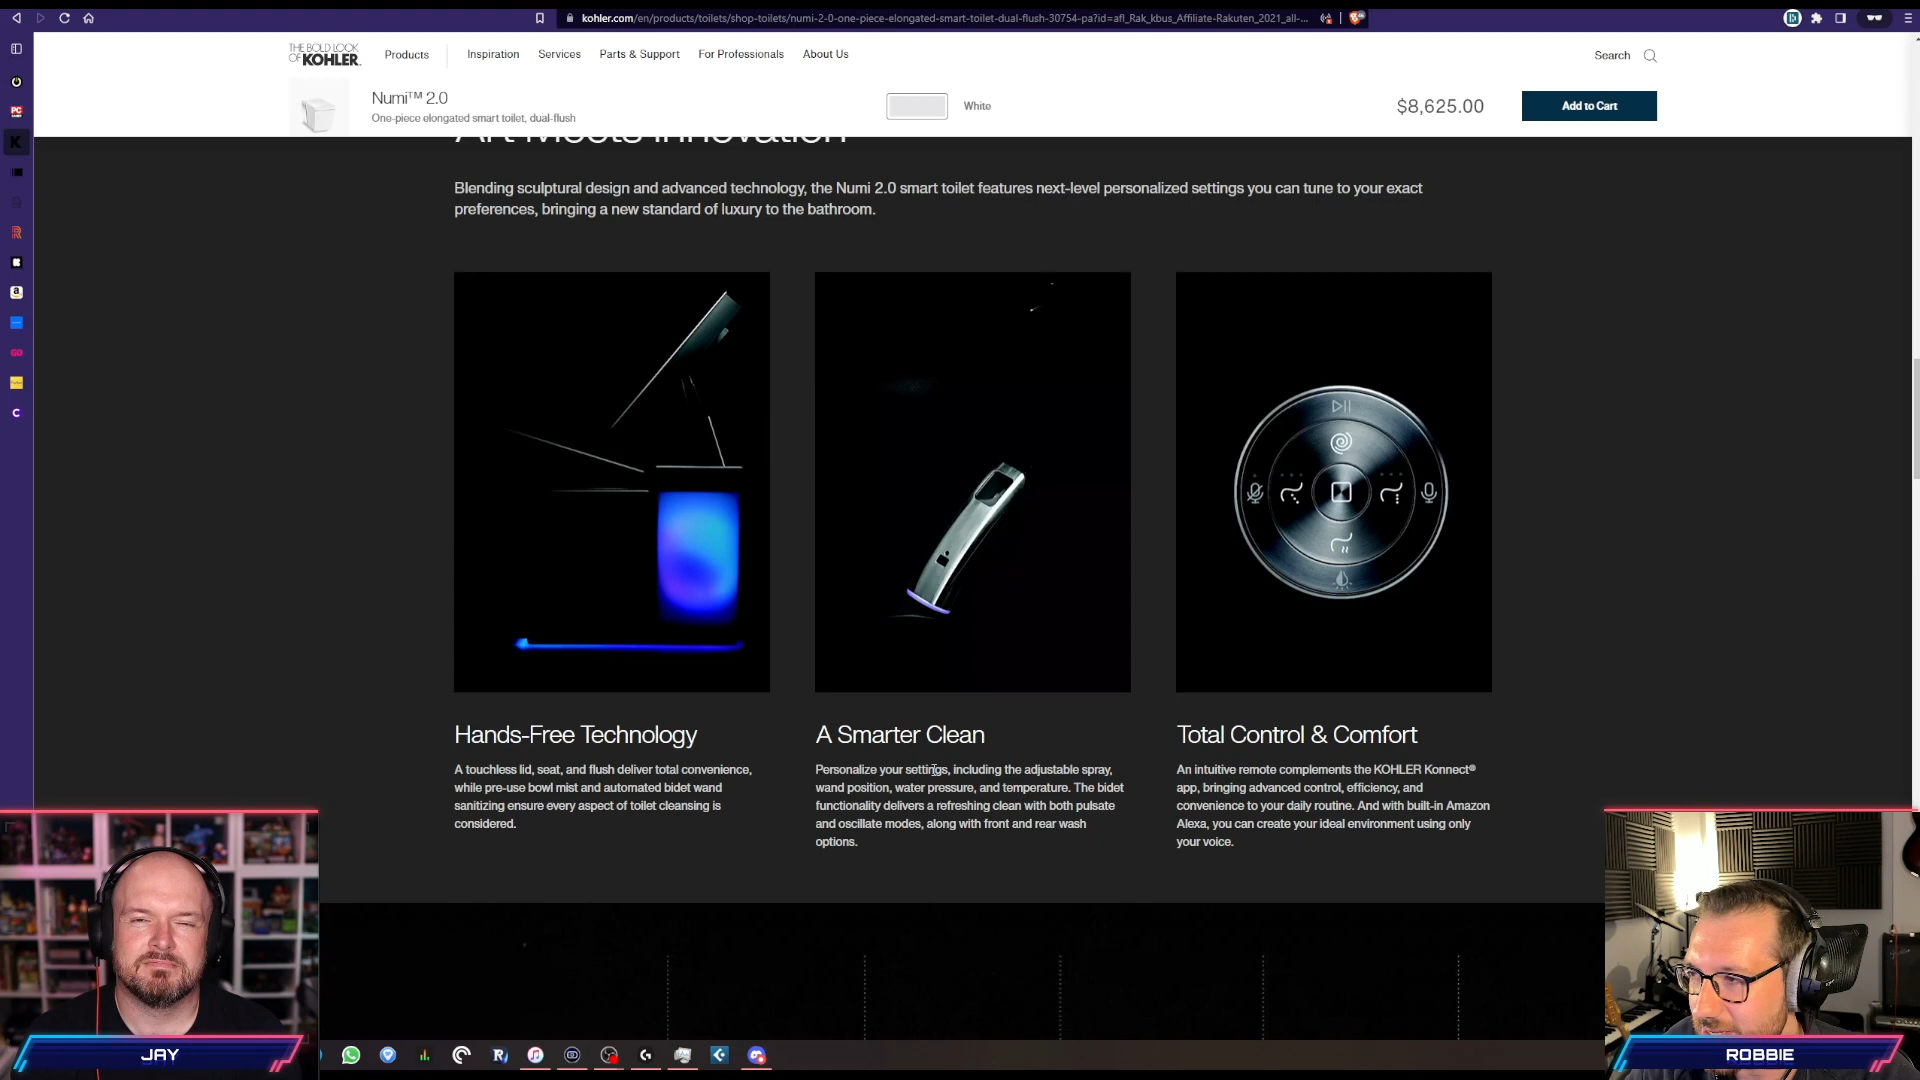 kohler.com/en/products/toilets/shop-toilets/numi-2-0-one-piece-elongated-smart-toilet-dual-flush-30754-pa?id=afl_Rak_kbus_Affiliate-Rakuten_2021_all-...
THE BOLD LOOK
OF KOHLER.
Products
Inspiration
Services
Parts & Support
For Professionals
About Us
Search
Numi™ 2.0
One-piece elongated smart toilet, dual-flush
White
$8,625.00
Add to Cart
Art Meets Innovation
Blending sculptural design and advanced technology, the Numi 2.0 smart toilet features next-level personalized settings you can tune to your exact
preferences, bringing a new standard of luxury to the bathroom.
Hands-Free Technology
A touchless lid, seat, and flush deliver total convenience,
while pre-use bowl mist and automated bidet wand
sanitizing ensure every aspect of toilet cleansing is
considered.
A Smarter Clean
Personalize your settings, including the adjustable spray,
wand position, water pressure, and temperature. The bidet
functionality delivers a refreshing clean with both pulsate
and oscillate modes, along with front and rear wash
options.
Total Control & Comfort
An intuitive remote complements the KOHLER Konnect®
app, bringing advanced control, efficiency, and
convenience to your daily routine. And with built-in Amazon
Alexa, you can create your ideal environment using only
your voice.
JAY
ROBBIE